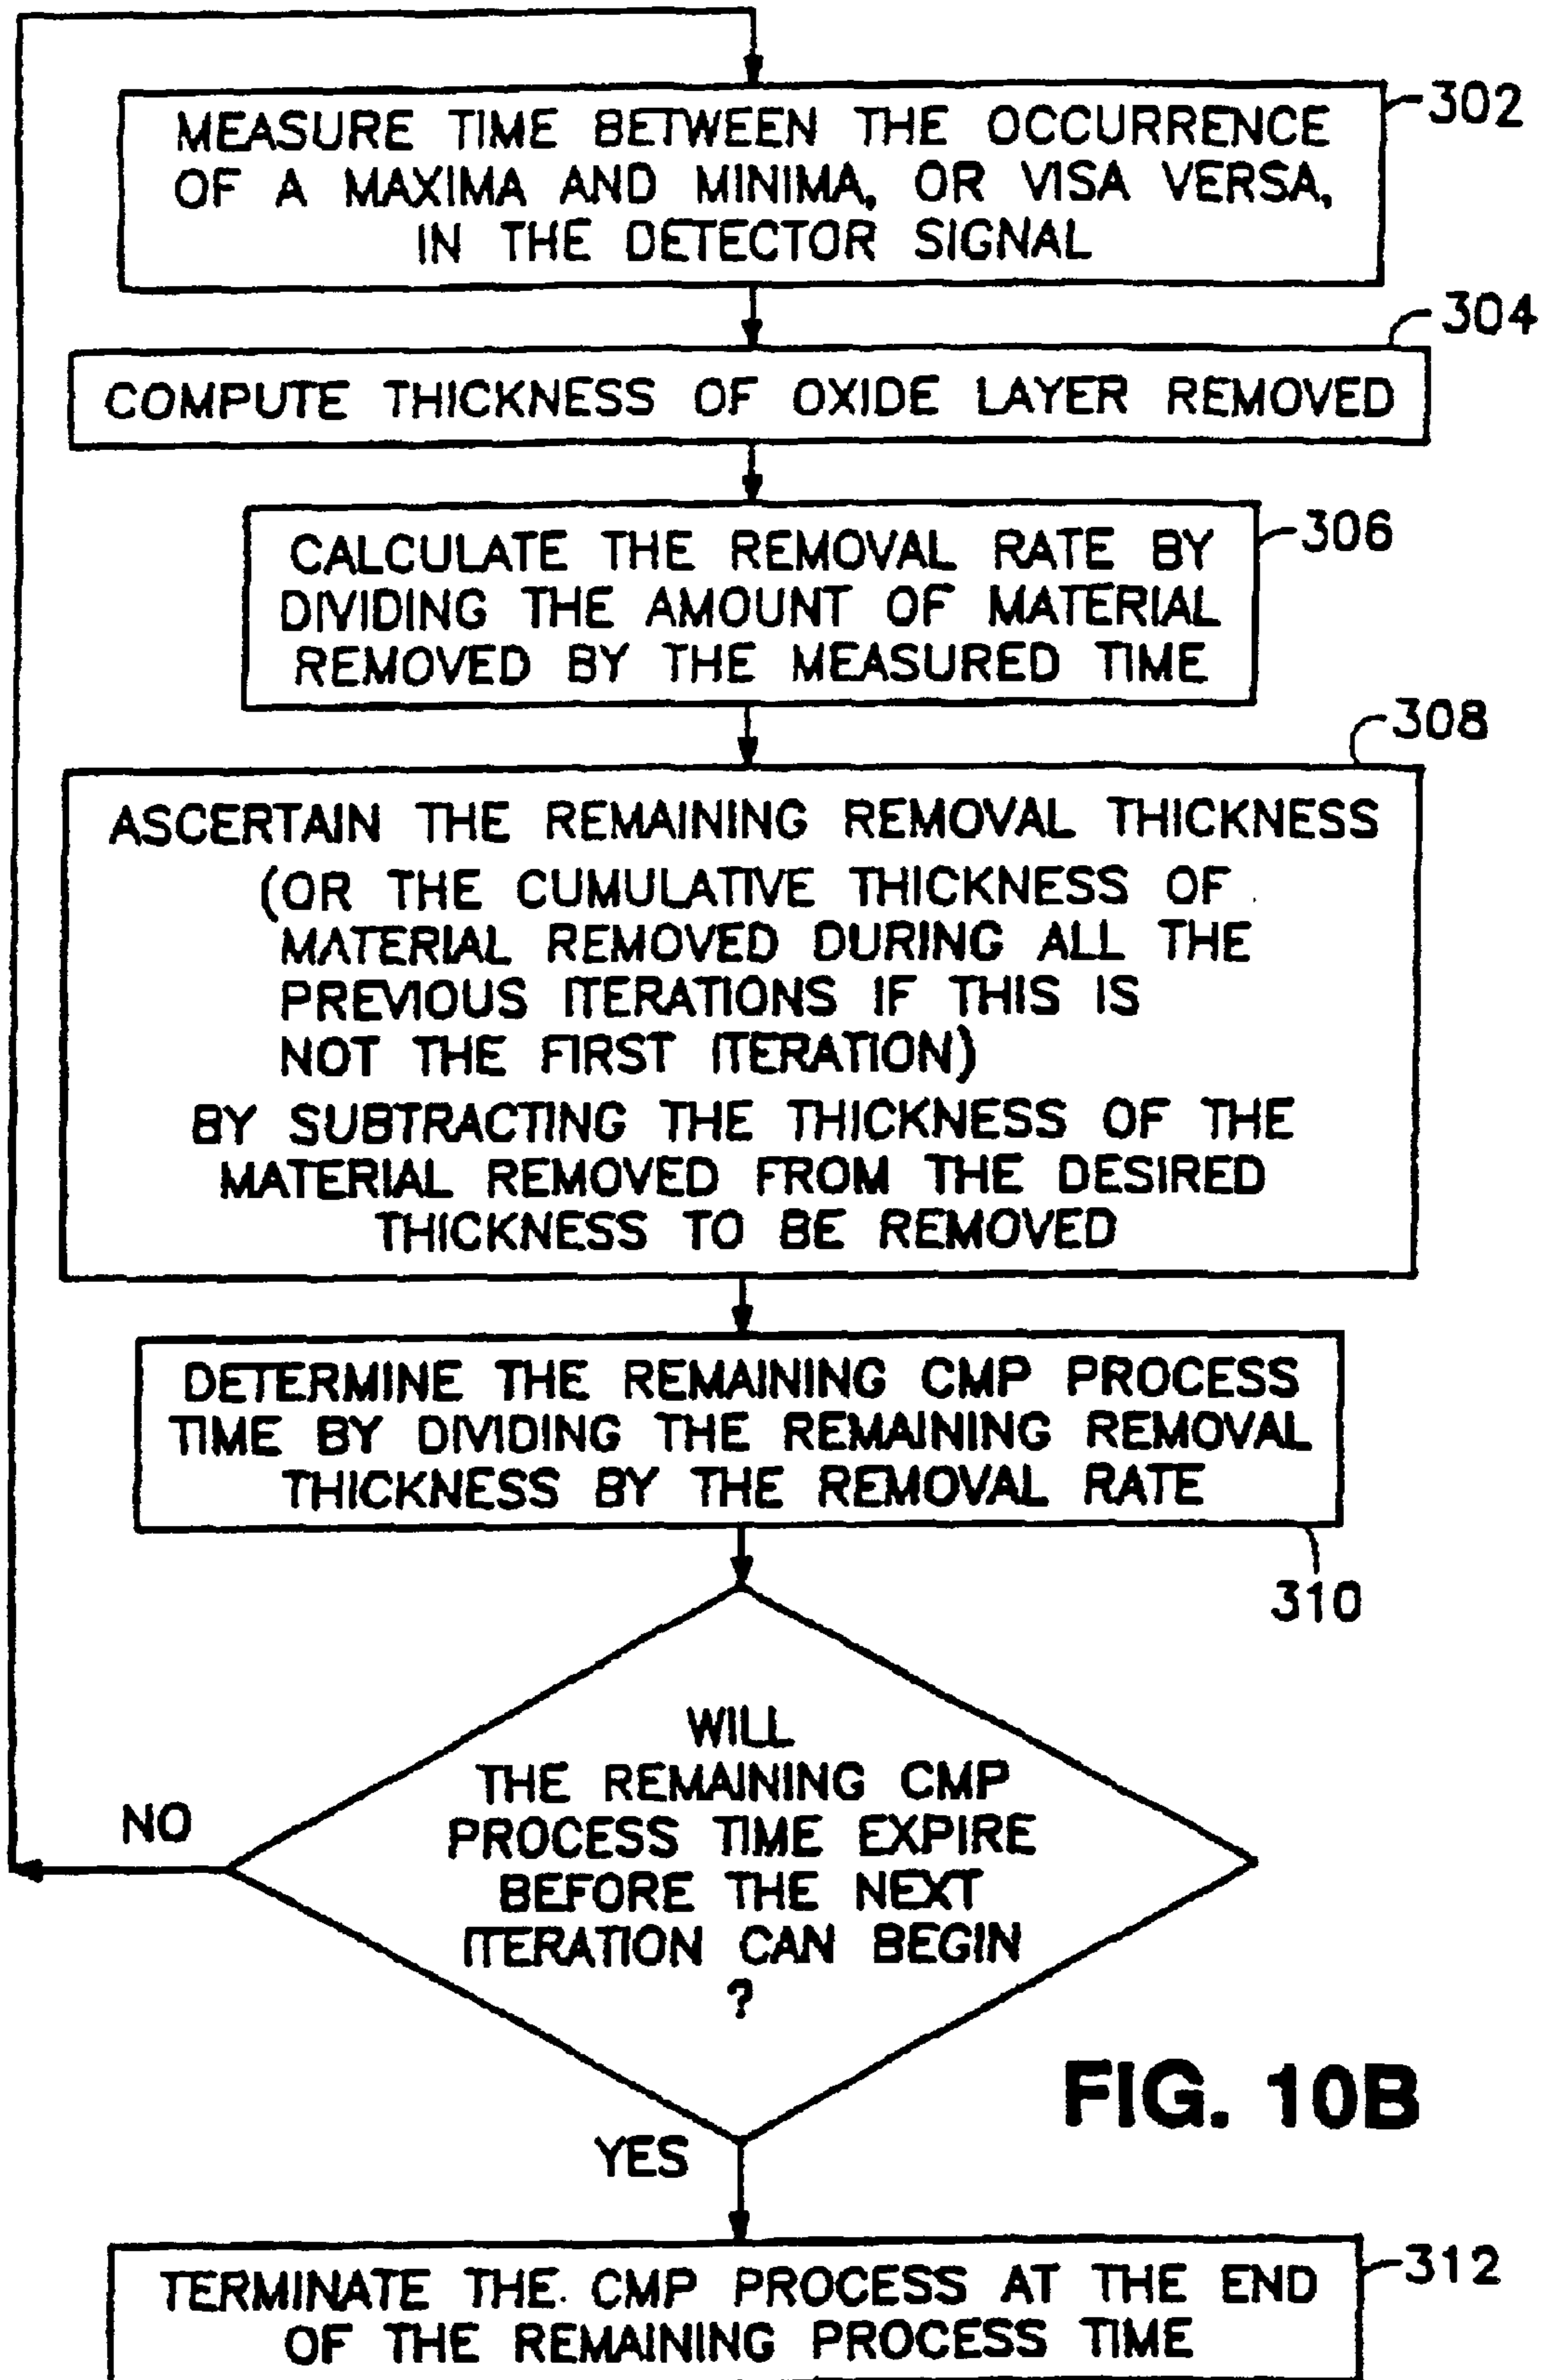 302
MEASURE TIME BETWEEN THE OCCURRENCE
OF A MAXIMA AND MINIMA, OR VISA VERSA,
IN THE DETECTOR SIGNAL
304
COMPUTE THICKNESS OF OXIDE LAYER REMOVED
306
CALCULATE THE REMOVAL RATE BY
DIVIDING THE AMOUNT OF MATERIAL
REMOVED BY THE MEASURED TIME
308
ASCERTAIN THE REMAINING REMOVAL THICKNESS
(OR THE CUMULATIVE THICKNESS OF
MATERIAL REMOVED DURING ALL THE
PREVIOUS ITERATIONS IF THIS IS
NOT THE FIRST ITERATION)
BY SUBTRACTING THE THICKNESS OF THE
MATERIAL REMOVED FROM THE DESIRED
THICKNESS TO BE REMOVED
DETERMINE THE REMAINING CMP PROCESS
TIME BY DIVIDING THE REMAINING REMOVAL
THICKNESS BY THE REMOVAL RATE
310
WILL
THE REMAINING CMP
PROCESS TIME EXPIRE
BEFORE THE NEXT
ITERATION CAN BEGIN
?
NO
YES
FIG. 10B
312
TERMINATE THE CMP PROCESS AT THE END
OF THE REMAINING PROCESS TIME